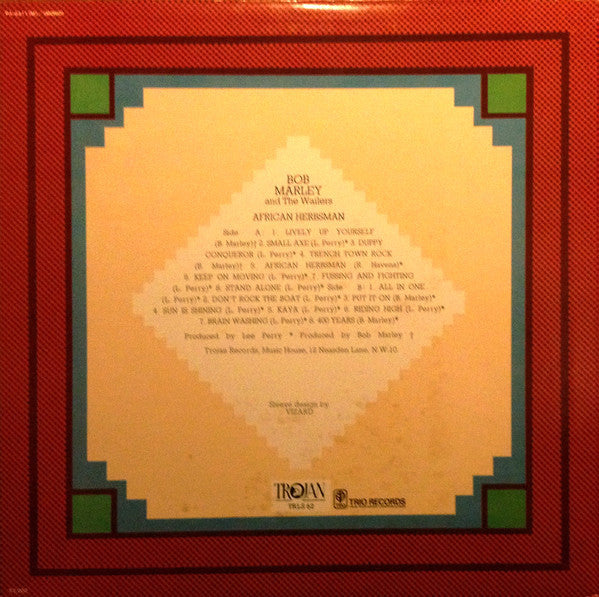 BOB
MARLEY
and The Wailers
AFRICAN HERBSMAN
Side A 1. LIVELY UP YOURSELF
(B. Marley)† 2. SMALL AXE (L. Perry)* 3. DUPPY
CONQUEROR (L. Perry)* 4. TRENCH TOWN ROCK
(B. Marley)† 5. AFRICAN HERBSMAN (R. Havens)*
6. KEEP ON MOVING (L. Perry)* 7. FUSSING AND FIGHTING
(L. Perry)* 8. STAND ALONE (L. Perry)* Side B: 1. ALL IN ONE
(L. Perry)* 2. DON'T ROCK THE BOAT (L. Perry)* 3. PUT IT ON (B. Marley)*
4. SUN IS SHINING (L. Perry)* 5. KAYA (L. Perry)* 6. RIDING HIGH (L. Perry)*
7. BRAIN WASHING (L. Perry)* 8. 400 YEARS (B. Marley)*
Produced by Lee Perry * Produced by Bob Marley †
Trojan Records, Music House, 12 Neasden Lane, N.W.10.
Sleeve design by
VIZARD
TROJAN
TRLS 62
TRIO RECORDS